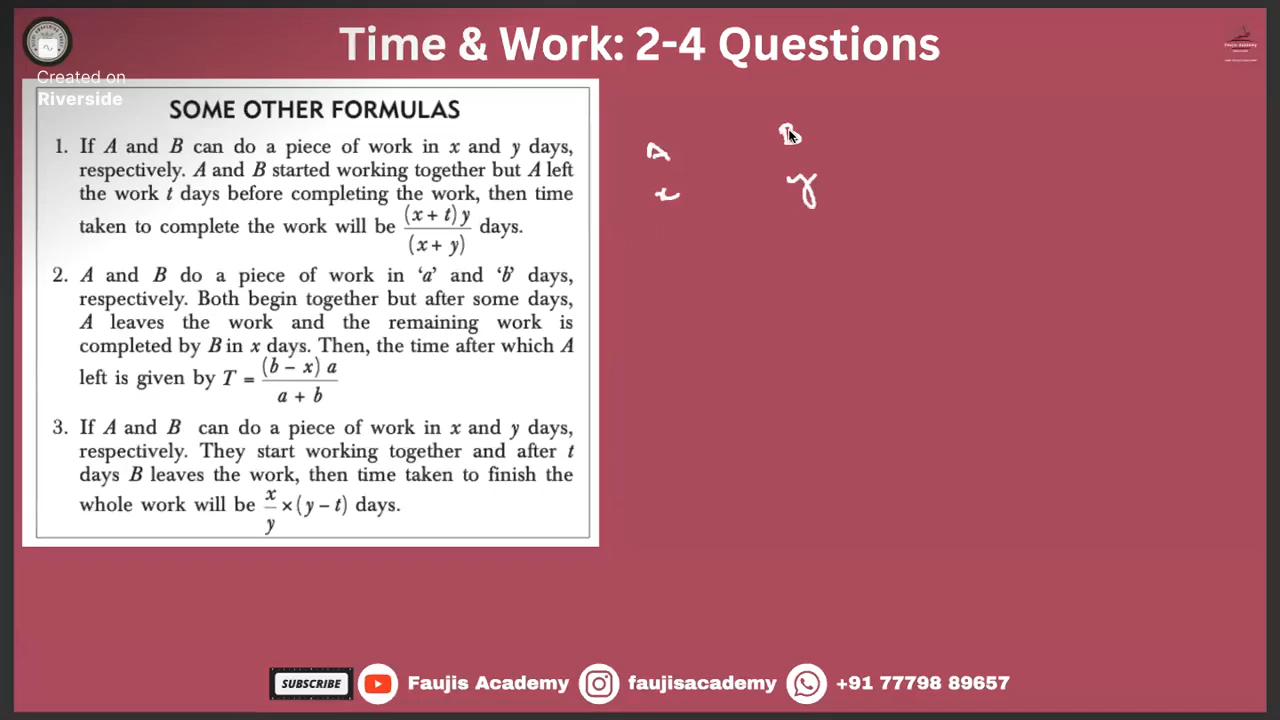 Time & Work: 2-4 Questions
Created on
Riverside
SOME OTHER FORMULAS
1. If A and B can do a piece of work in x and y days,
respectively. A and B started working together but A left
the work t days before completing the work, then time
taken to complete the work will be (x + t) y / (x + y) days.
2. A and B do a piece of work in ‘a’ and ‘b’ days,
respectively. Both begin together but after some days,
A leaves the work and the remaining work is
completed by B in x days. Then, the time after which A
left is given by T = (b – x) a / a + b
3. If A and B can do a piece of work in x and y days,
respectively. They start working together and after t
days B leaves the work, then time taken to finish the
whole work will be x / y × (y – t) days.
A B
x y
SUBSCRIBE Faujis Academy faujisacademy +91 77798 89657
Faujis Academy